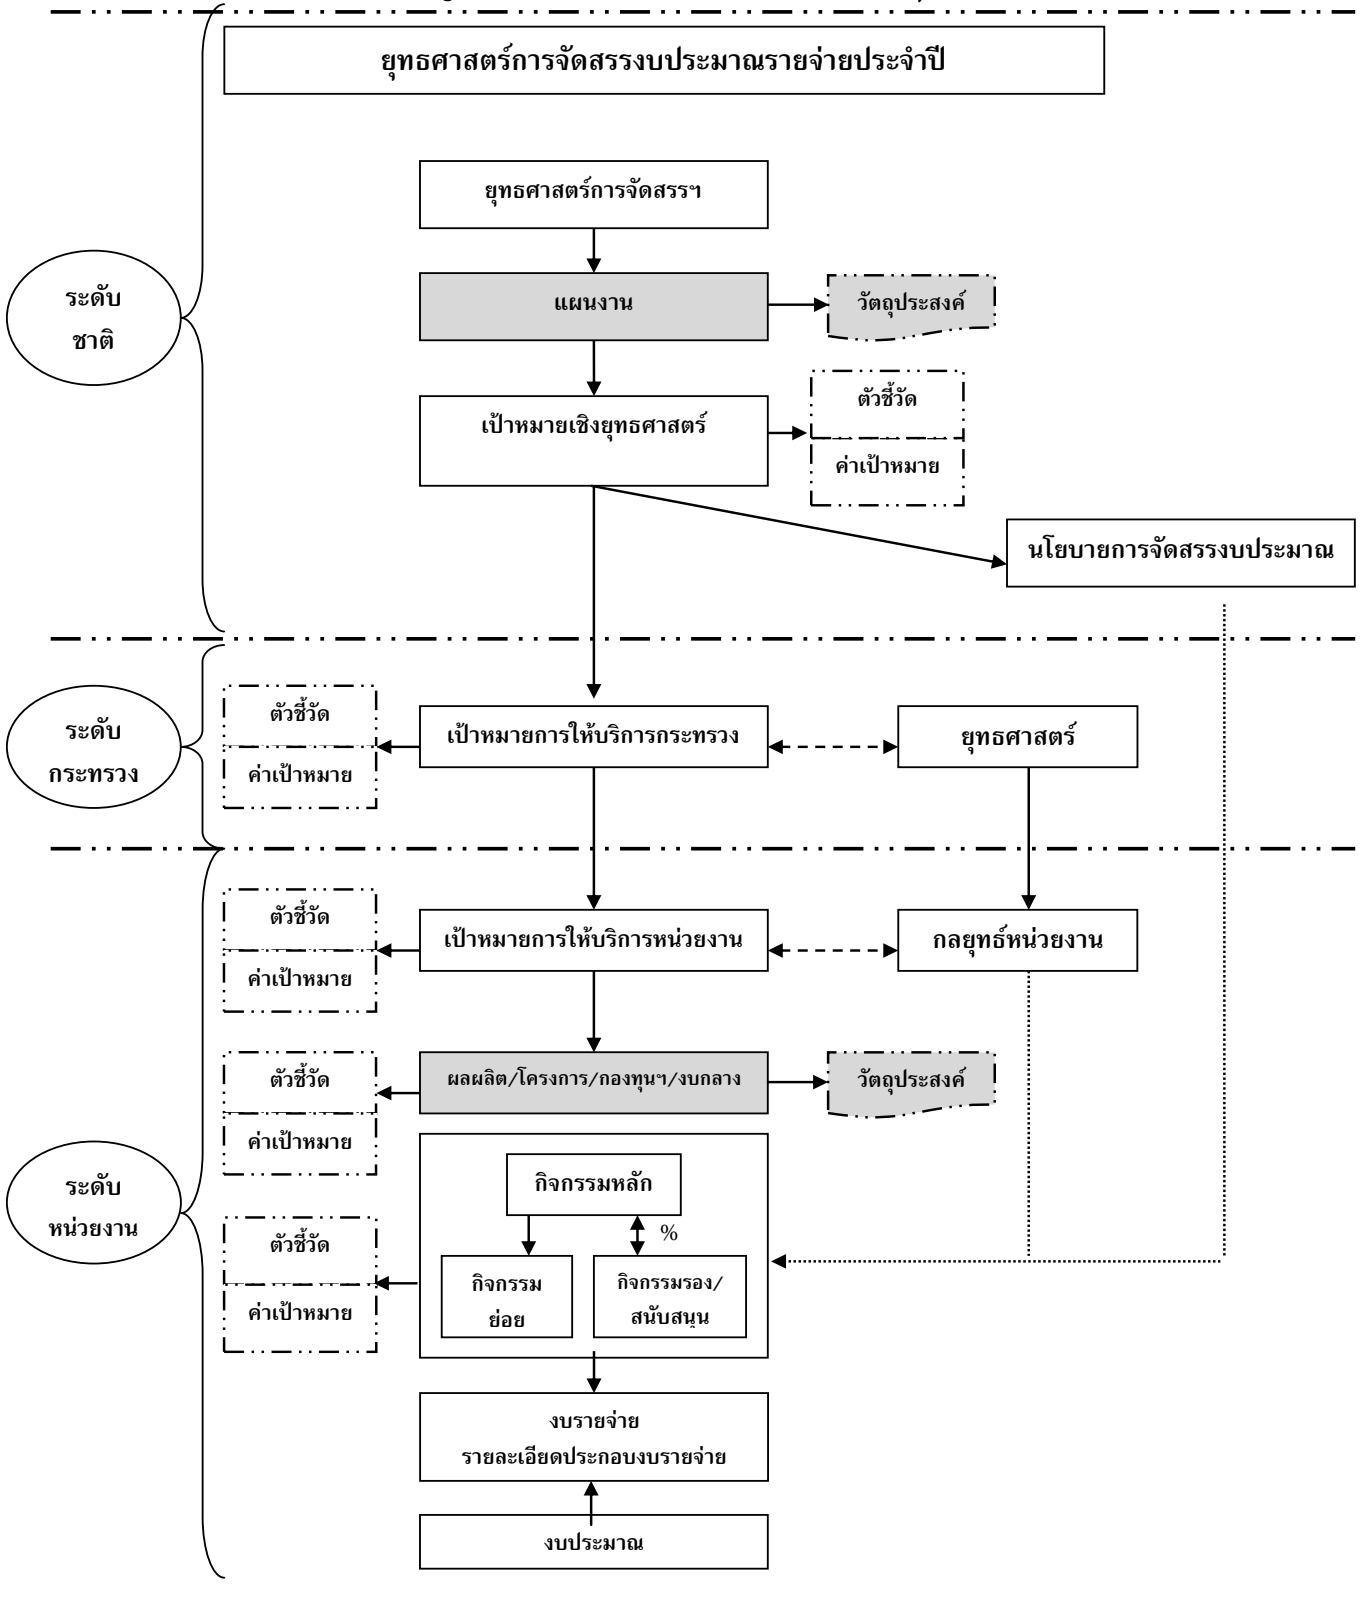 ยุทธศาสตร์การจัดสรรงบประมาณรายจ่ายประจำปี
ยุทธศาสตร์การจัดสรรฯ
แผนงาน
วัตถุประสงค์
ระดับ
ชาติ
ตัวชี้วัด
เป้าหมายเชิงยุทธศาสตร์
ค่าเป้าหมาย
นโยบายการจัดสรรงบประมาณ
ระดับ
กระทรวง
ตัวชี้วัด
ค่าเป้าหมาย
เป้าหมายการให้บริการกระทรวง
ยุทธศาสตร์
ตัวชี้วัด
ค่าเป้าหมาย
เป้าหมายการให้บริการหน่วยงาน
กลยุทธ์หน่วยงาน
ตัวชี้วัด
ค่าเป้าหมาย
ผลผลิต/โครงการ/กองทุนฯ/งบกลาง
วัตถุประสงค์
ระดับ
หน่วยงาน
กิจกรรมหลัก
%
ตัวชี้วัด
ค่าเป้าหมาย
กิจกรรม
ย่อย
กิจกรรมรอง/
สนับสนุน
งบรายจ่าย
รายละเอียดประกอบงบรายจ่าย
งบประมาณ